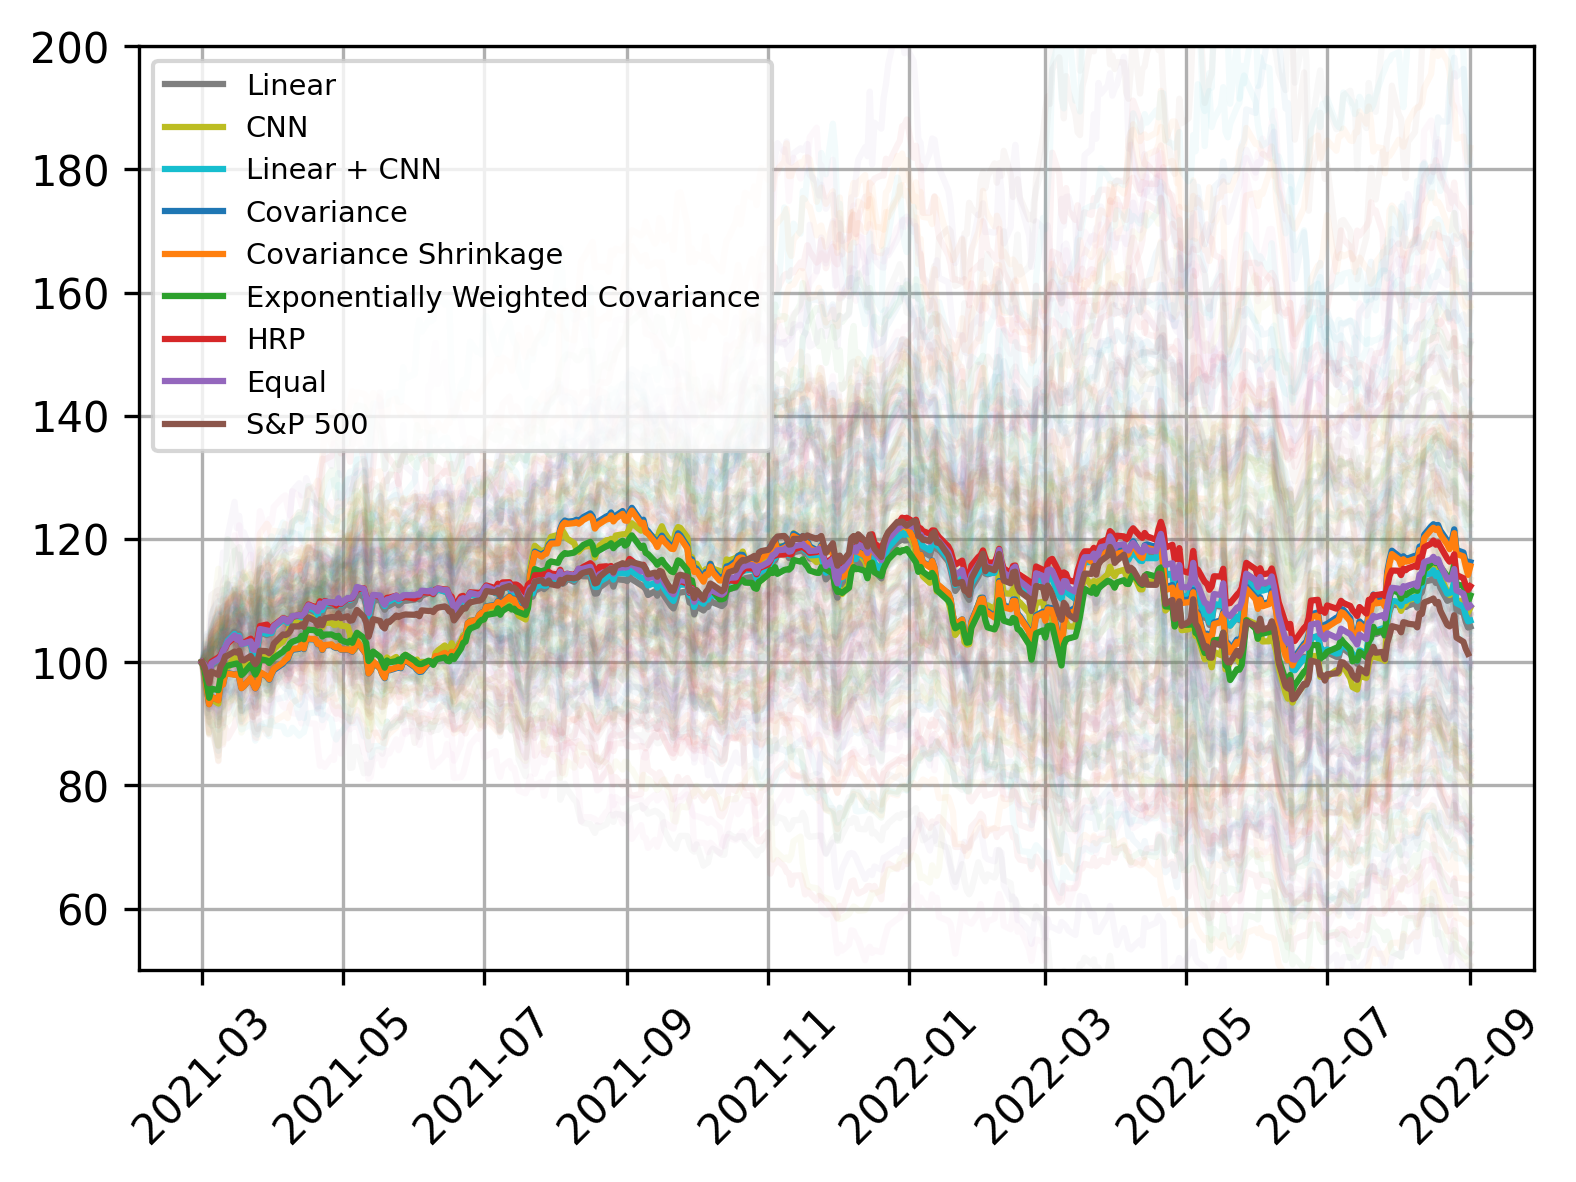 200
180
160
140
120
100
80
60
Linear
CNN
Linear + CNN
Covariance
Covariance Shrinkage
Exponentially Weighted Covariance
HRP
Equal
S&P 500
2021-03
2021-05
2021-07
2021-09
2021-11
2022-01
2022-03
2022-05
2022-07
2022-09